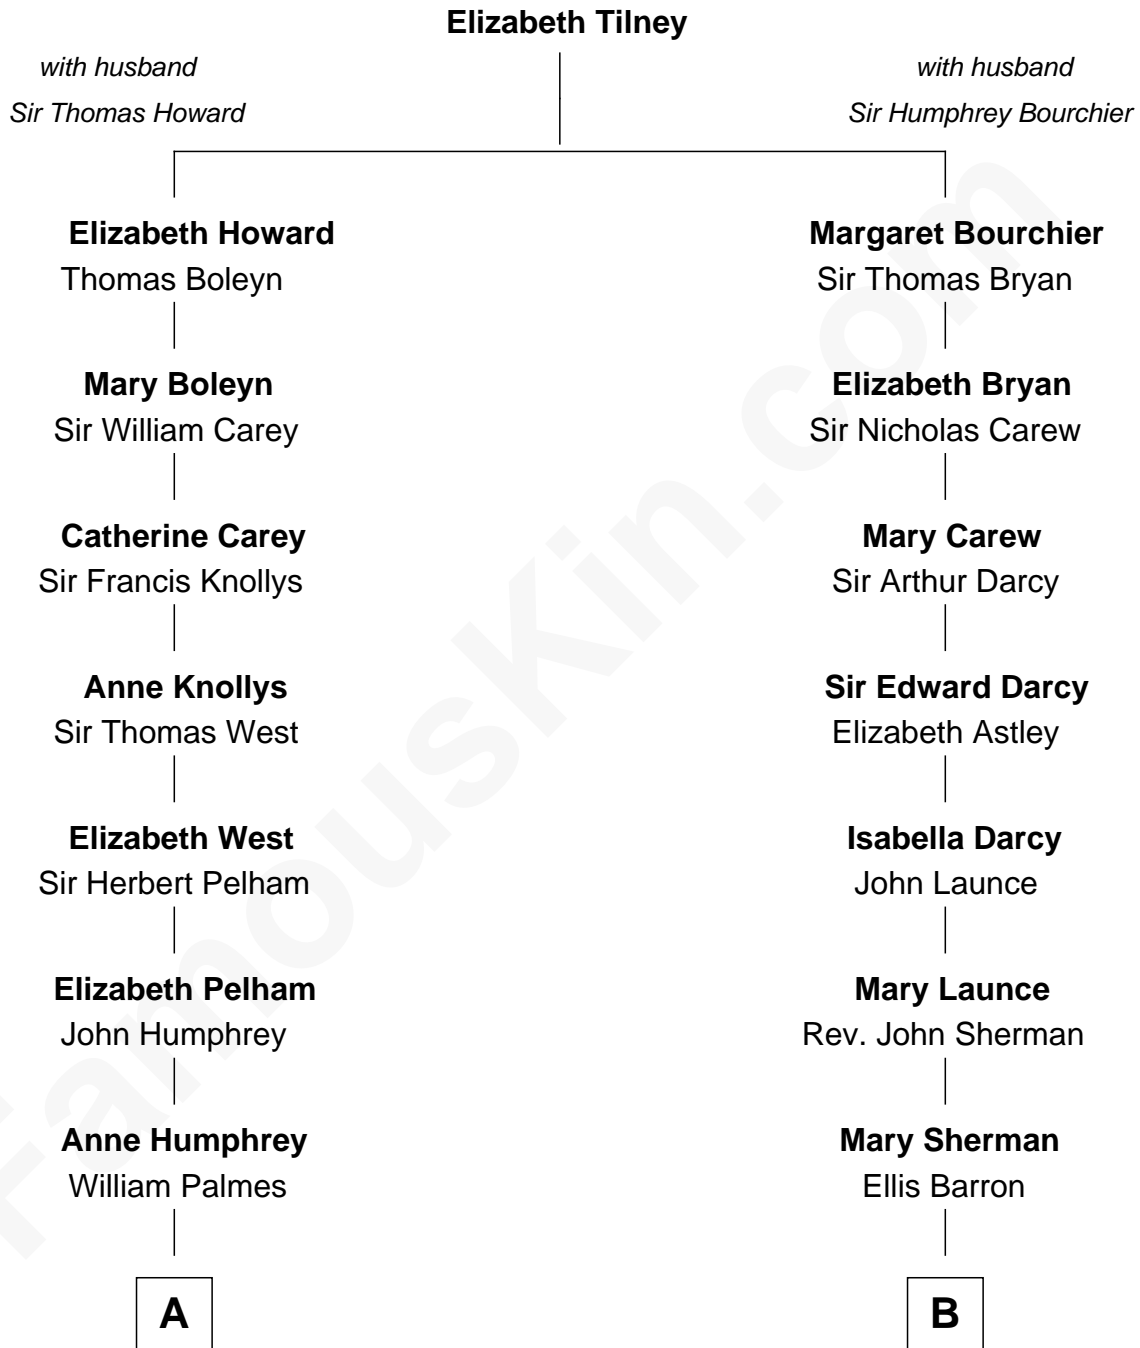 Elizabeth Tilney
with husband
Sir Thomas Howard
with husband
Sir Humphrey Bourchier
Elizabeth Howard
Thomas Boleyn
Margaret Bourchier
Sir Thomas Bryan
Mary Boleyn
Sir William Carey
Elizabeth Bryan
Sir Nicholas Carew
Catherine Carey
Sir Francis Knollys
Mary Carew
Sir Arthur Darcy
Anne Knollys
Sir Thomas West
Sir Edward Darcy
Elizabeth Astley
Elizabeth West
Sir Herbert Pelham
Isabella Darcy
John Launce
Elizabeth Pelham
John Humphrey
Mary Launce
Rev. John Sherman
Anne Humphrey
William Palmes
Mary Sherman
Ellis Barron
A
B
FamousKin.com